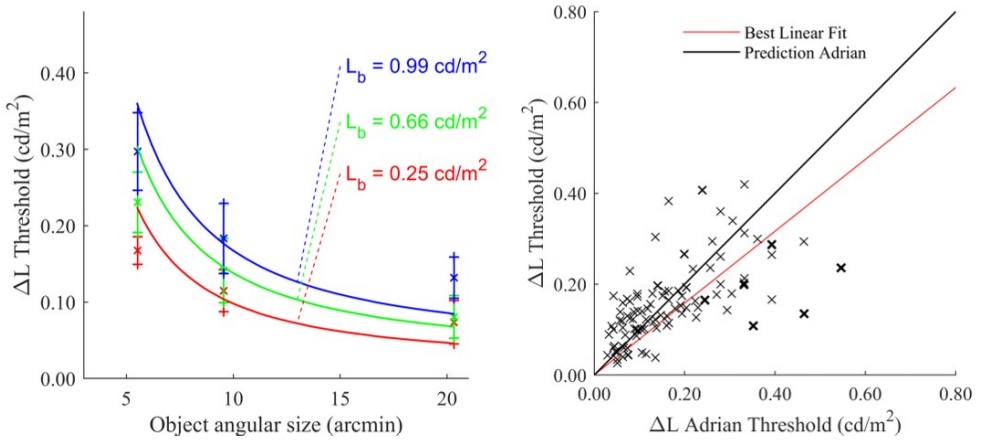 0.40
0.30
0.20
0.10
0.00
5
10
15
20
ΔL Threshold (cd/m²)
Object angular size (arcmin)
L_b = 0.99 cd/m²
L_b = 0.66 cd/m²
L_b = 0.25 cd/m²
0.80
0.60
0.40
0.20
0.00
0.00
0.20
0.40
0.60
0.80
ΔL Threshold (cd/m²)
ΔL Adrian Threshold (cd/m²)
Best Linear Fit
Prediction Adrian